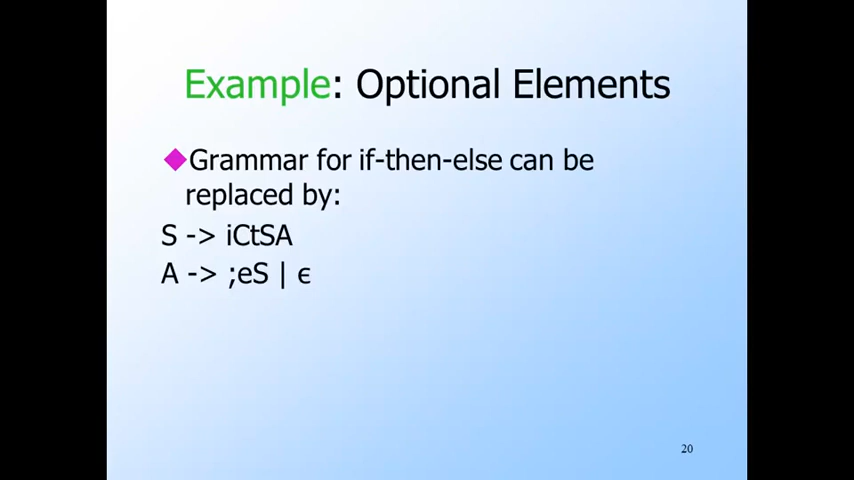 Example: Optional Elements
Grammar for if-then-else can be
replaced by:
S -> iCtSA
A -> ;eS | ϵ
20